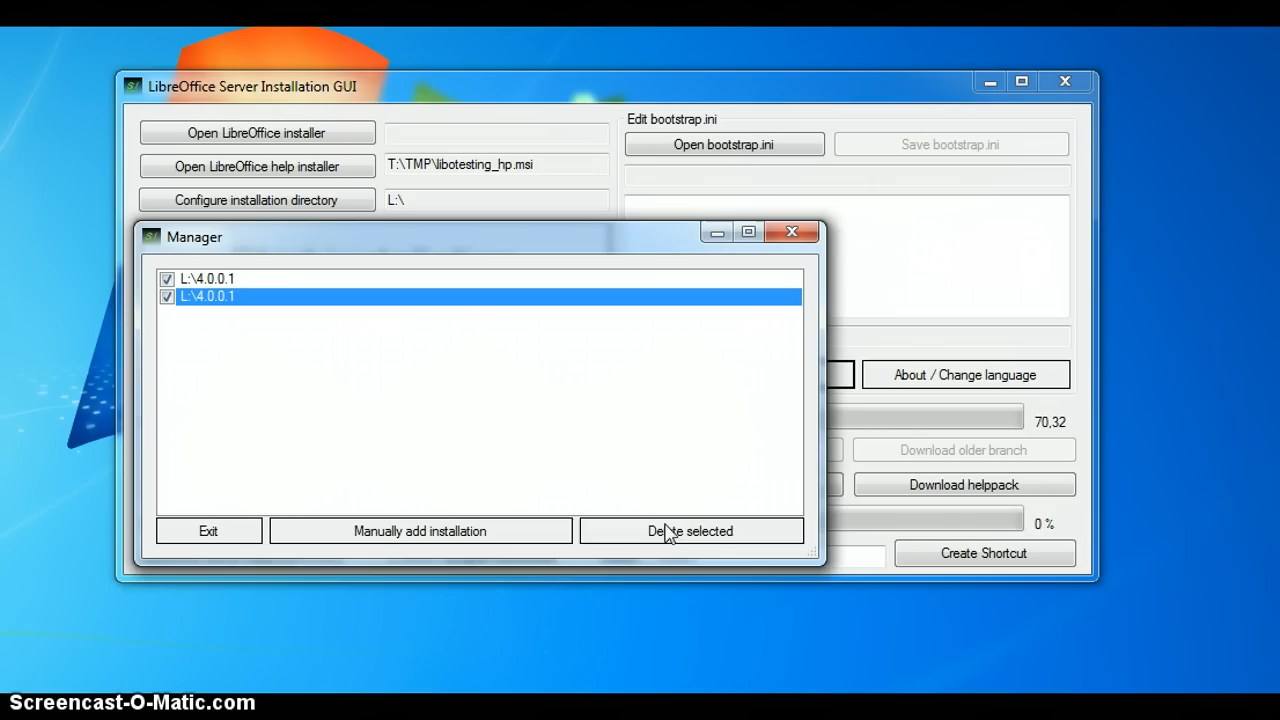 LibreOffice Server Installation GUI
Open LibreOffice installer
Open LibreOffice help installer
T:\TMP\libotesting_hp.msi
Configure installation directory
L:\
Edit bootstrap.ini
Open bootstrap.ini
Save bootstrap.ini
Manager
L:\4.0.0.1
L:\4.0.0.1
Exit
Manually add installation
Delete selected
About / Change language
70,32
Download older branch
Download helppack
0 %
Create Shortcut
Screencast-O-Matic.com